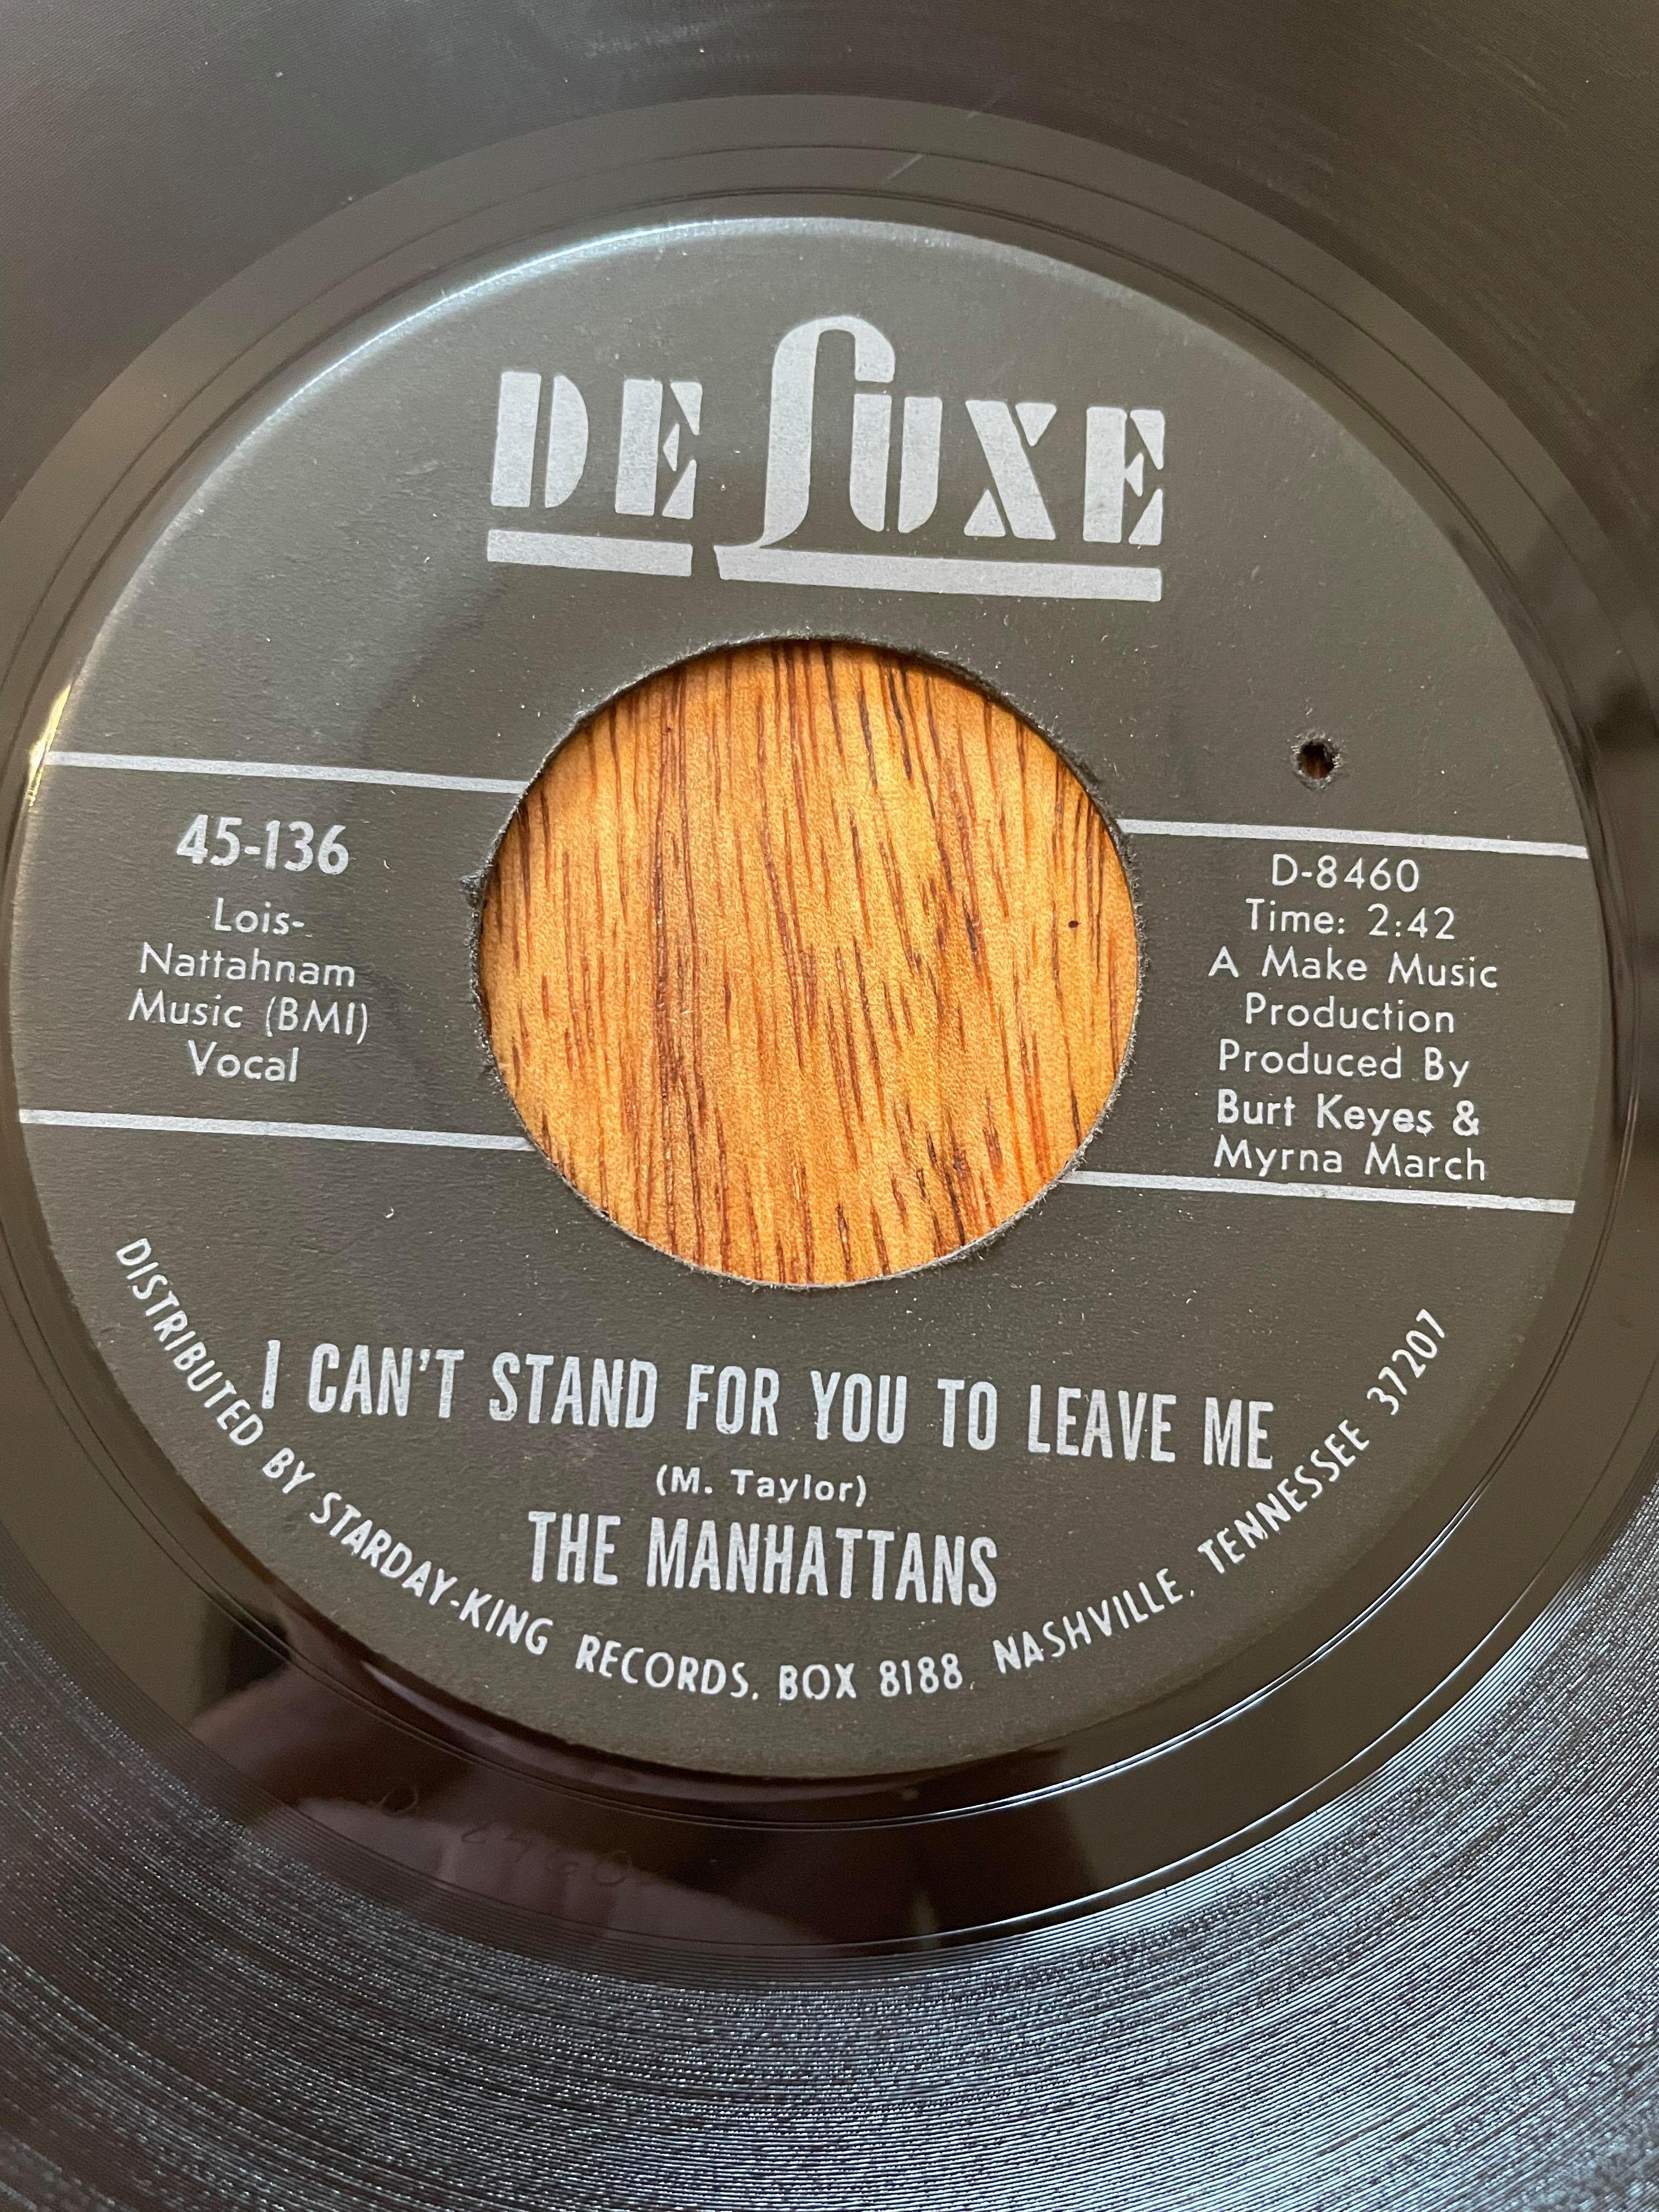 DE LUXE
45-136
Lois-
Nattahnam
Music (BMI)
Vocal
D-8460
Time: 2:42
A Make Music
Production
Produced By
Burt Keyes &
Myrna March
I CAN'T STAND FOR YOU TO LEAVE ME
(M. Taylor)
THE MANHATTANS
DISTRIBUTED BY STARDAY-KING RECORDS, BOX 8188, NASHVILLE, TENNESSEE 37207